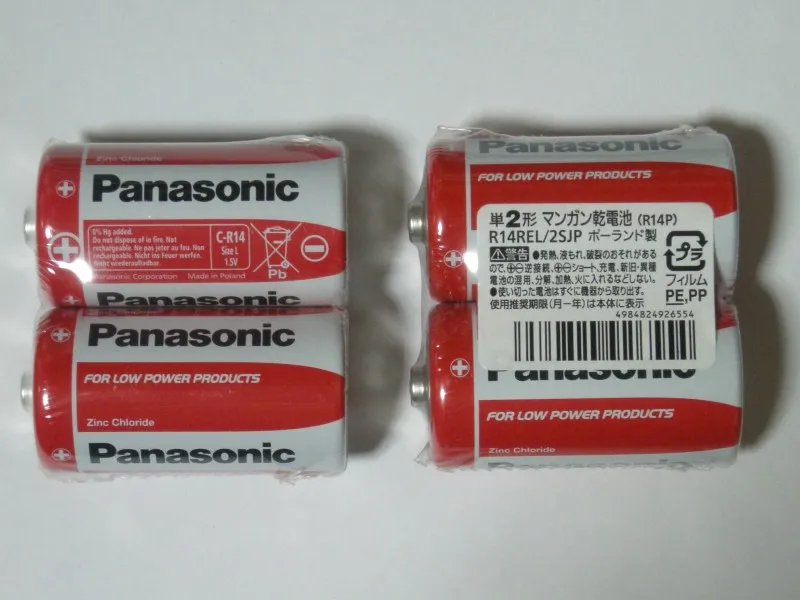 Zinc Chloride
Panasonic
0% Hg added.
Do not dispose of in fire. Not
rechargeable. Ne pas jeter au feu. Non
rechargeable. Nicht ins Feuer werfen.
Nicht wiederaufladbar.
C-R14
Size L
1.5V
Pb
Panasonic Corporation
Made in Poland
Panasonic
Panasonic
FOR LOW POWER PRODUCTS
Zinc Chloride
Panasonic
Panasonic
FOR LOW POWER PRODUCTS
単2形 マンガン乾電池 (R14P)
R14REL/2SJP ポーランド製
警告 ●発熱、液もれ、破裂のおそれがある
ので、⊕⊖逆接続、⊕⊖ショート、充電、新旧・異種
電池の混用、分解、加熱、火に入れるなどしない。
●使い切った電池はすぐに機器から取り出す。
使用推奨期限(月ー年)は本体に表示
プラ
フィルム
PE,PP
4984824926554
Panasonic
FOR LOW POWER PRODUCTS
Zinc Chloride
Panasonic